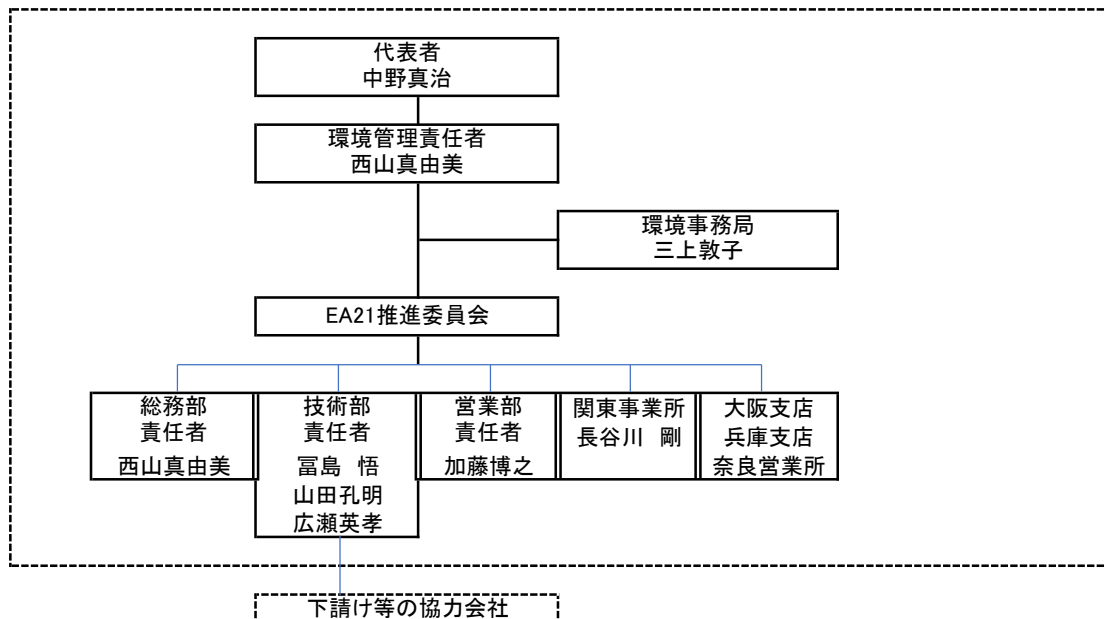 代表者
中野真治
環境管理責任者
西山真由美
環境事務局
三上敦子
EA21推進委員会
総務部
責任者
西山真由美
技術部
責任者
冨島 悟
山田孔明
広瀬英孝
営業部
責任者
加藤博之
関東事業所
長谷川 剛
大阪支店
兵庫支店
奈良営業所
下請け等の協力会社